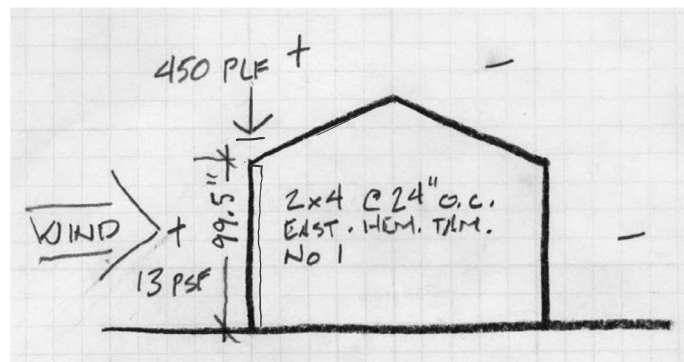 450 PLF +
-
99.5"
2x4 @ 24" o.c.
EAST. HEM. TAM.
NO 1
WIND +
-
13 PSF